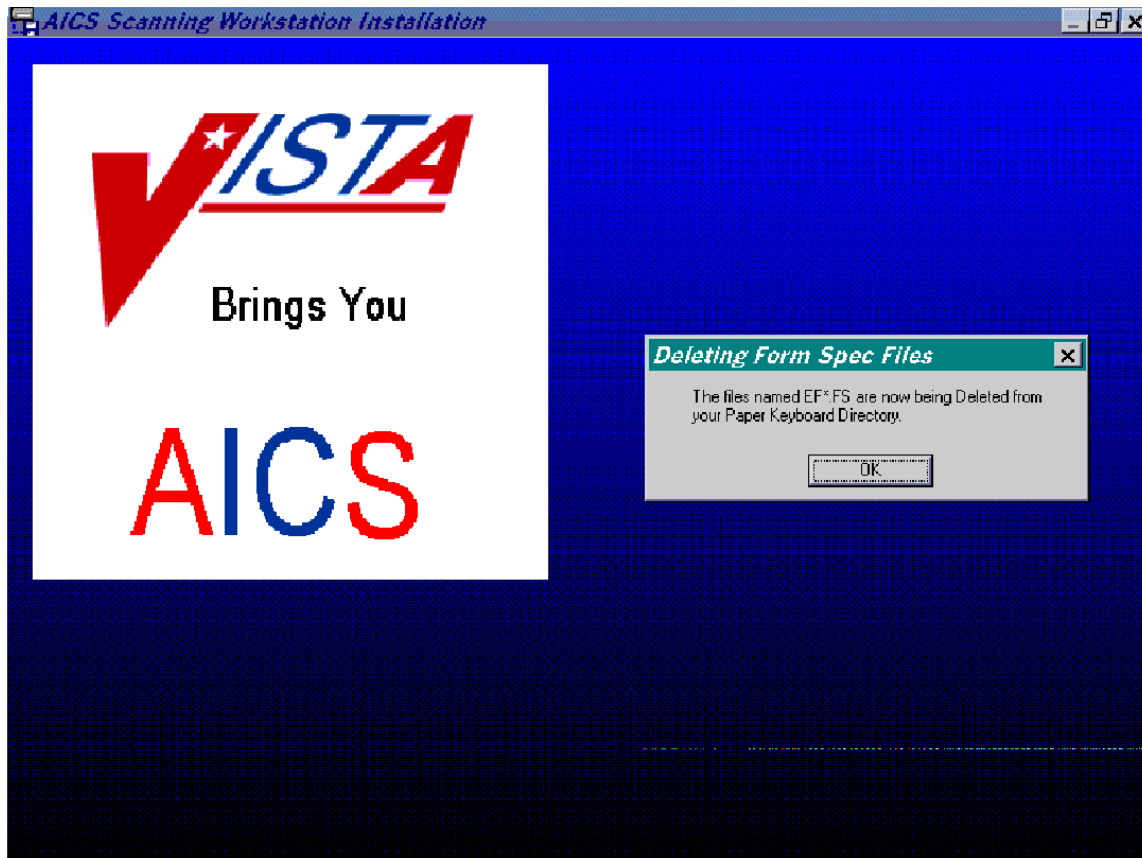 AICS Scanning Workstation Installation
VISTA
Brings You
AICS
Deleting Form Spec Files
The files named EF*.FS are now being Deleted from
your Paper Keyboard Directory.
OK